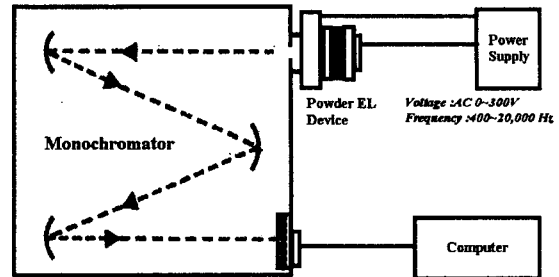 Power
Supply
Powder EL
Device
Voltage :AC 0~300V
Frequency :400~20,000 Hz
Monochromator
Computer